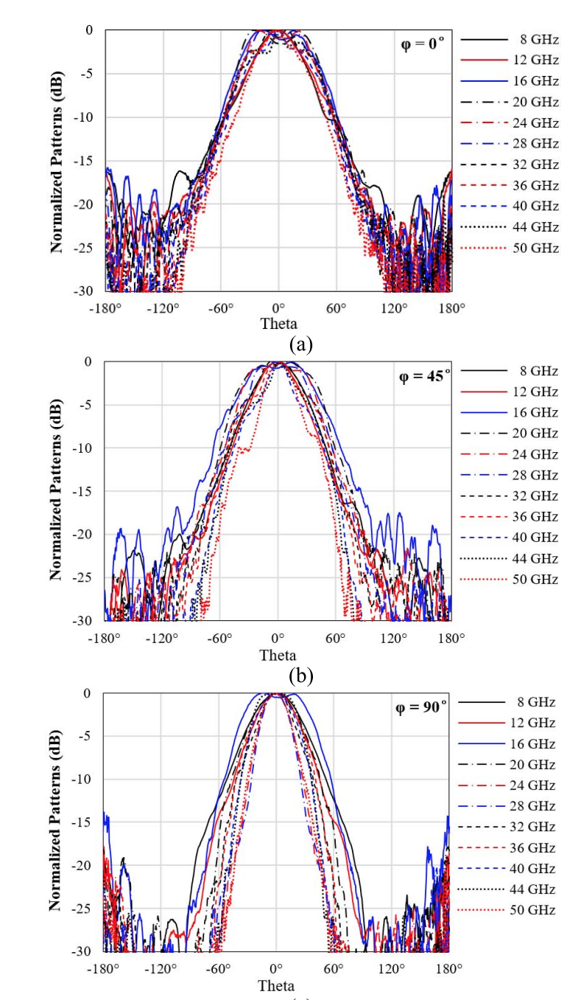 φ = 0°
Normalized Patterns (dB)
0
-5
-10
-15
-20
-25
-30
-180° -120° -60° 0° 60° 120° 180°
Theta
8 GHz
12 GHz
16 GHz
20 GHz
24 GHz
28 GHz
32 GHz
36 GHz
40 GHz
44 GHz
50 GHz
(a)
φ = 45°
Normalized Patterns (dB)
0
-5
-10
-15
-20
-25
-30
-180° -120° -60° 0° 60° 120° 180°
Theta
8 GHz
12 GHz
16 GHz
20 GHz
24 GHz
28 GHz
32 GHz
36 GHz
40 GHz
44 GHz
50 GHz
(b)
φ = 90°
Normalized Patterns (dB)
0
-5
-10
-15
-20
-25
-30
-180° -120° -60° 0° 60° 120° 180°
Theta
8 GHz
12 GHz
16 GHz
20 GHz
24 GHz
28 GHz
32 GHz
36 GHz
40 GHz
44 GHz
50 GHz